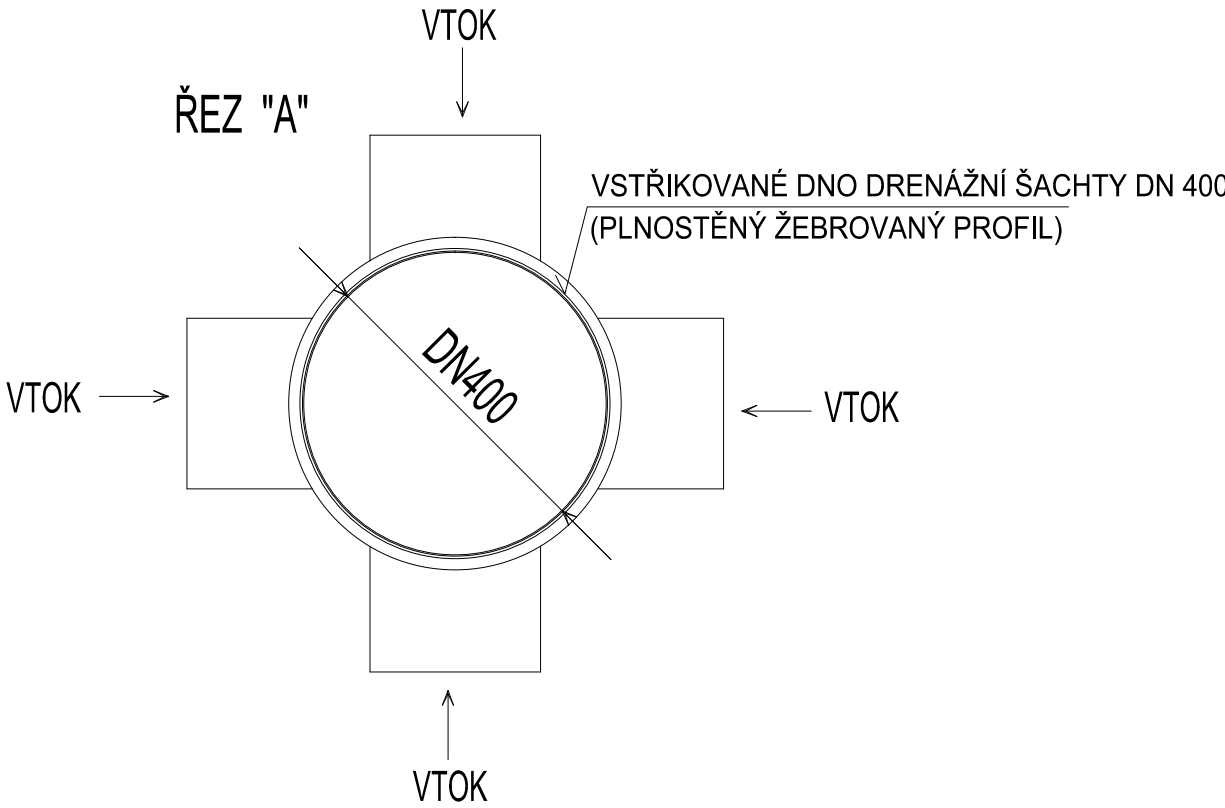 VTOK
ŘEZ "A"
VSTŘIKOVANÉ DNO DRENÁŽNÍ ŠACHTY DN 400
(PLNOSTĚNÝ ŽEBROVANÝ PROFIL)
DN400
VTOK
VTOK
VTOK